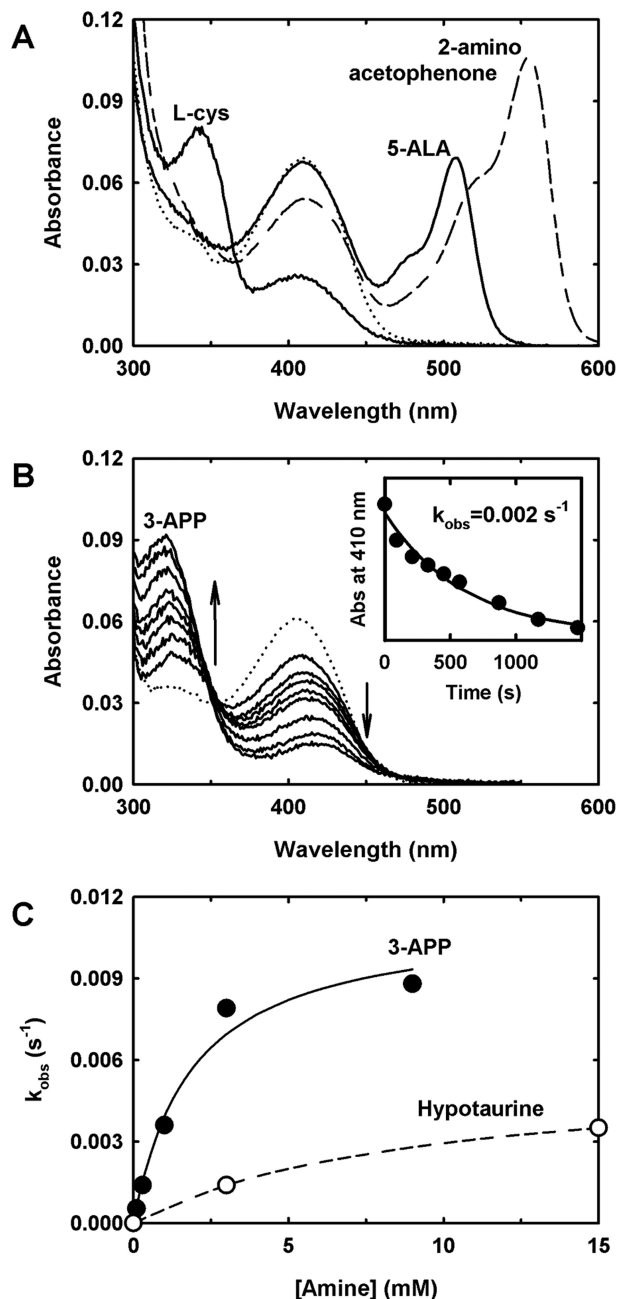 A
0.12
0.09
0.06
0.03
0.00
Absorbance
L-cys
2-amino
acetophenone
5-ALA
300 400 500 600
Wavelength (nm)
B
0.12
0.09
0.06
0.03
0.00
Absorbance
3-APP
Abs at 410 nm
kobs=0.002 s-1
0 500 1000
Time (s)
300 400 500 600
Wavelength (nm)
C
0.012
0.009
0.006
0.003
0.000
kobs (s-1)
3-APP
Hypotaurine
0 5 10 15
[Amine] (mM)